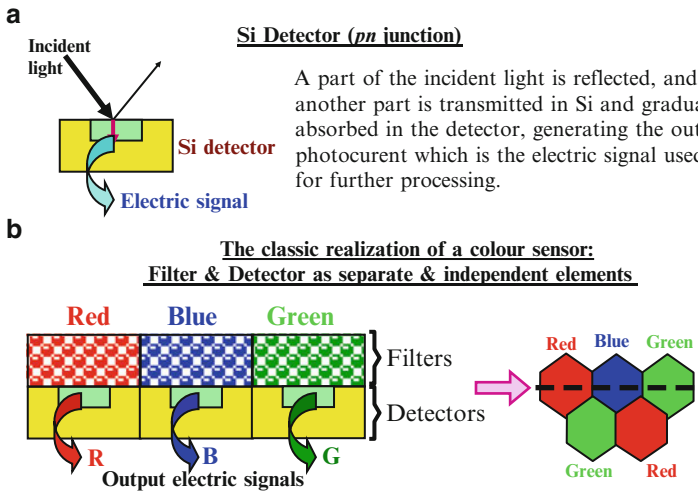 a
Si Detector (pn junction)
Incident
light
A part of the incident light is reflected, and
another part is transmitted in Si and gradua
absorbed in the detector, generating the out
photocurent which is the electric signal used
for further processing.
Si detector
Electric signal
b
The classic realization of a colour sensor:
Filter & Detector as separate & independent elements
Red Blue Green
Filters
Detectors
R B G
Output electric signals
Red Blue Green
Green Red